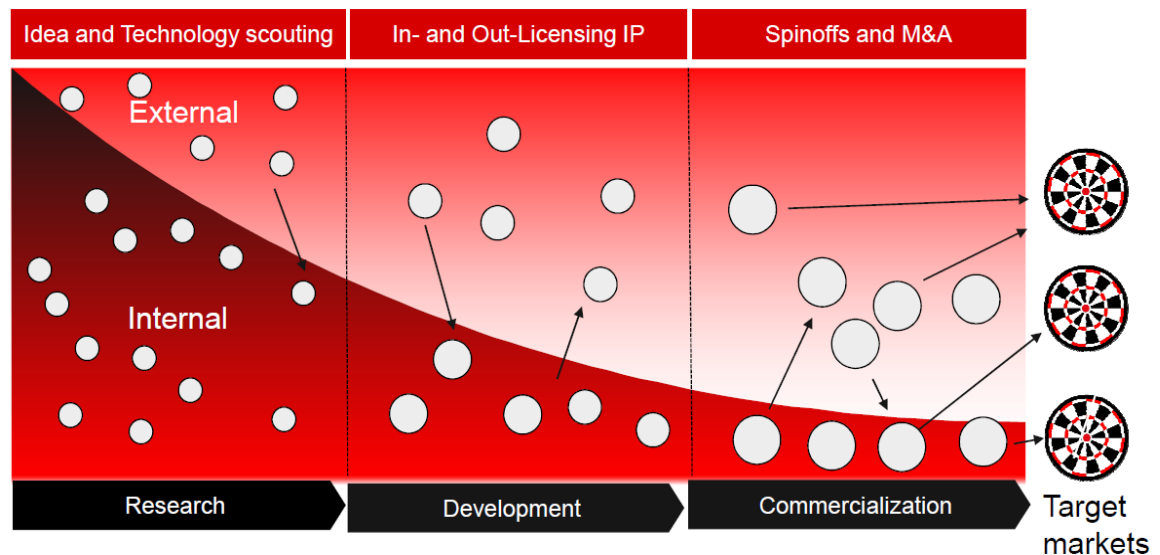 Idea and Technology scouting
In- and Out-Licensing IP
Spinoffs and M&A
External
Internal
Research
Development
Commercialization
Target
markets